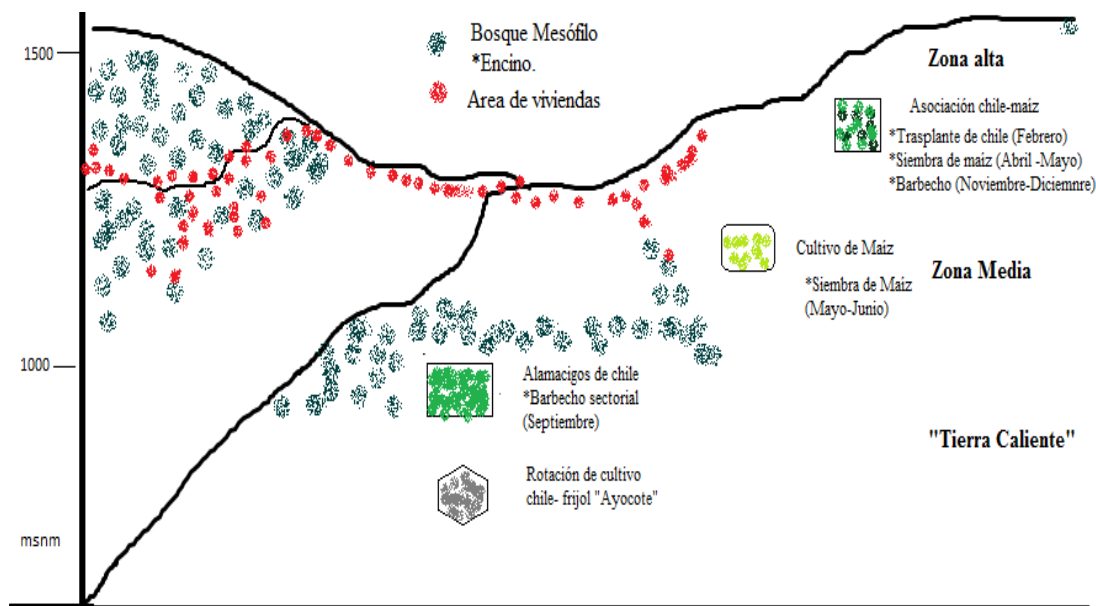 1500
Bosque Mesófilo
*Encino.
Area de viviendas
Zona alta
Asociación chile-maiz
*Trasplante de chile (Febrero)
*Siembra de maiz (Abril -Mayo)
*Barbecho (Noviembre-Diciemnre)
Cultivo de Maiz
*Siembra de Maiz
(Mayo-Junio)
Zona Media
1000
Alamacigos de chile
*Barbecho sectorial
(Septiembre)
"Tierra Caliente"
Rotación de cultivo
chile- frijol "Ayocote"
msnm